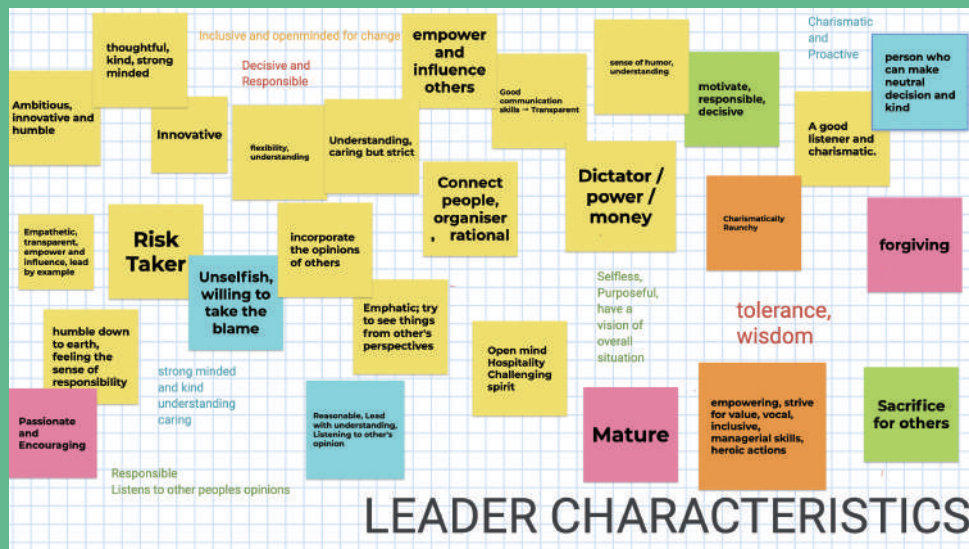 thoughtful,
kind, strong
minded
Inclusive and openminded for change
Decisive and
Responsible
empower
and
influence
others
sense of humor,
understanding
Charismatic
and
Proactive
person who
can make
neutral
decision and
kind
Ambitious,
innovative and
humble
Innovative
flexibility,
understanding
Understanding,
caring but strict
Good
communication
skills → Transparent
motivate,
responsible,
decisive
A good
listener and
charismatic.
Connect
people,
organiser
, rational
Dictator /
power /
money
Charismatically
Raunchy
forgiving
Empathetic,
transparent,
empower and
influence, lead
by example
Risk
Taker
Unselfish,
willing to
take the
blame
incorporate
the opinions
of others
Emphatic; try
to see things
from other's
perspectives
Selfless,
Purposeful,
have a
vision of
overall
situation
tolerance,
wisdom
humble down
to earth,
feeling the
sense of
responsibility
strong minded
and kind
understanding
caring
Open mind
Hospitality
Challenging
spirit
Passionate
and
Encouraging
Reasonable, Lead
with understanding,
Listening to other's
opinion
Mature
empowering, strive
for value, vocal,
inclusive,
managerial skills,
heroic actions
Sacrifice
for others
Responsible
Listens to other peoples opinions
LEADER CHARACTERISTICS